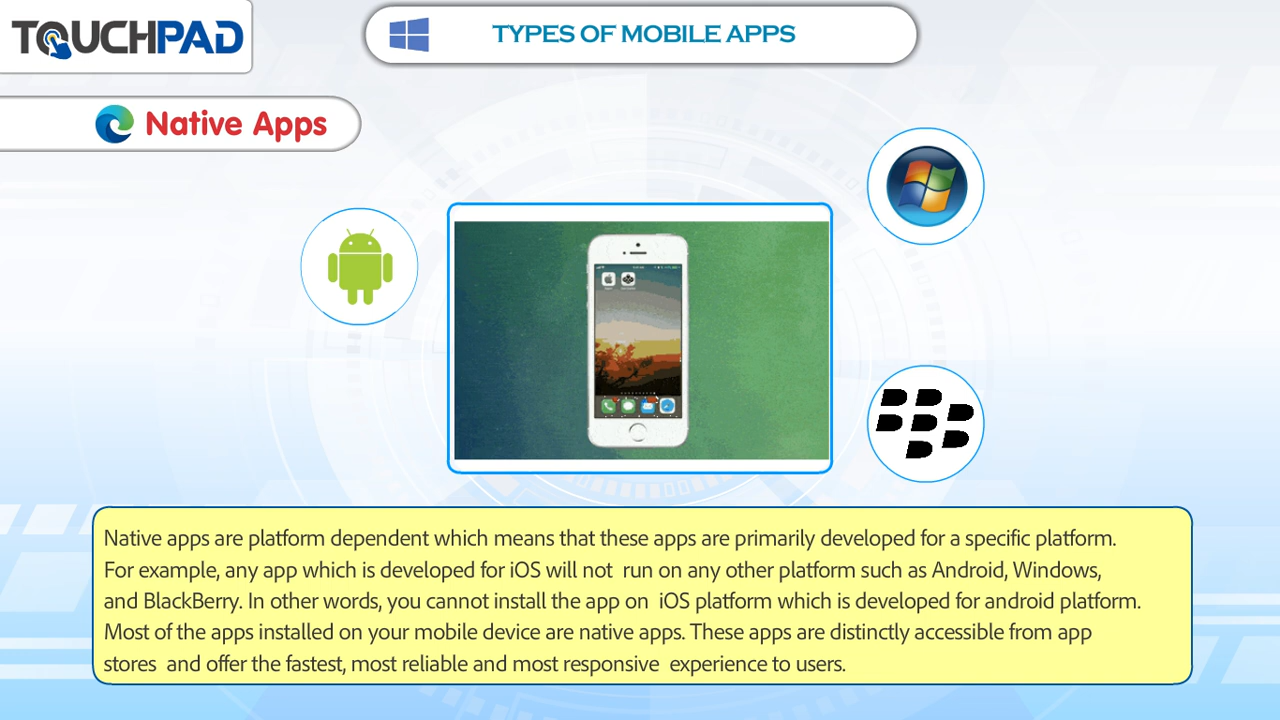 TOUCHPAD
TYPES OF MOBILE APPS
Native Apps
Native apps are platform dependent which means that these apps are primarily developed for a specific platform.
For example, any app which is developed for iOS will not run on any other platform such as Android, Windows,
and BlackBerry. In other words, you cannot install the app on iOS platform which is developed for android platform.
Most of the apps installed on your mobile device are native apps. These apps are distinctly accessible from app
stores and offer the fastest, most reliable and most responsive experience to users.